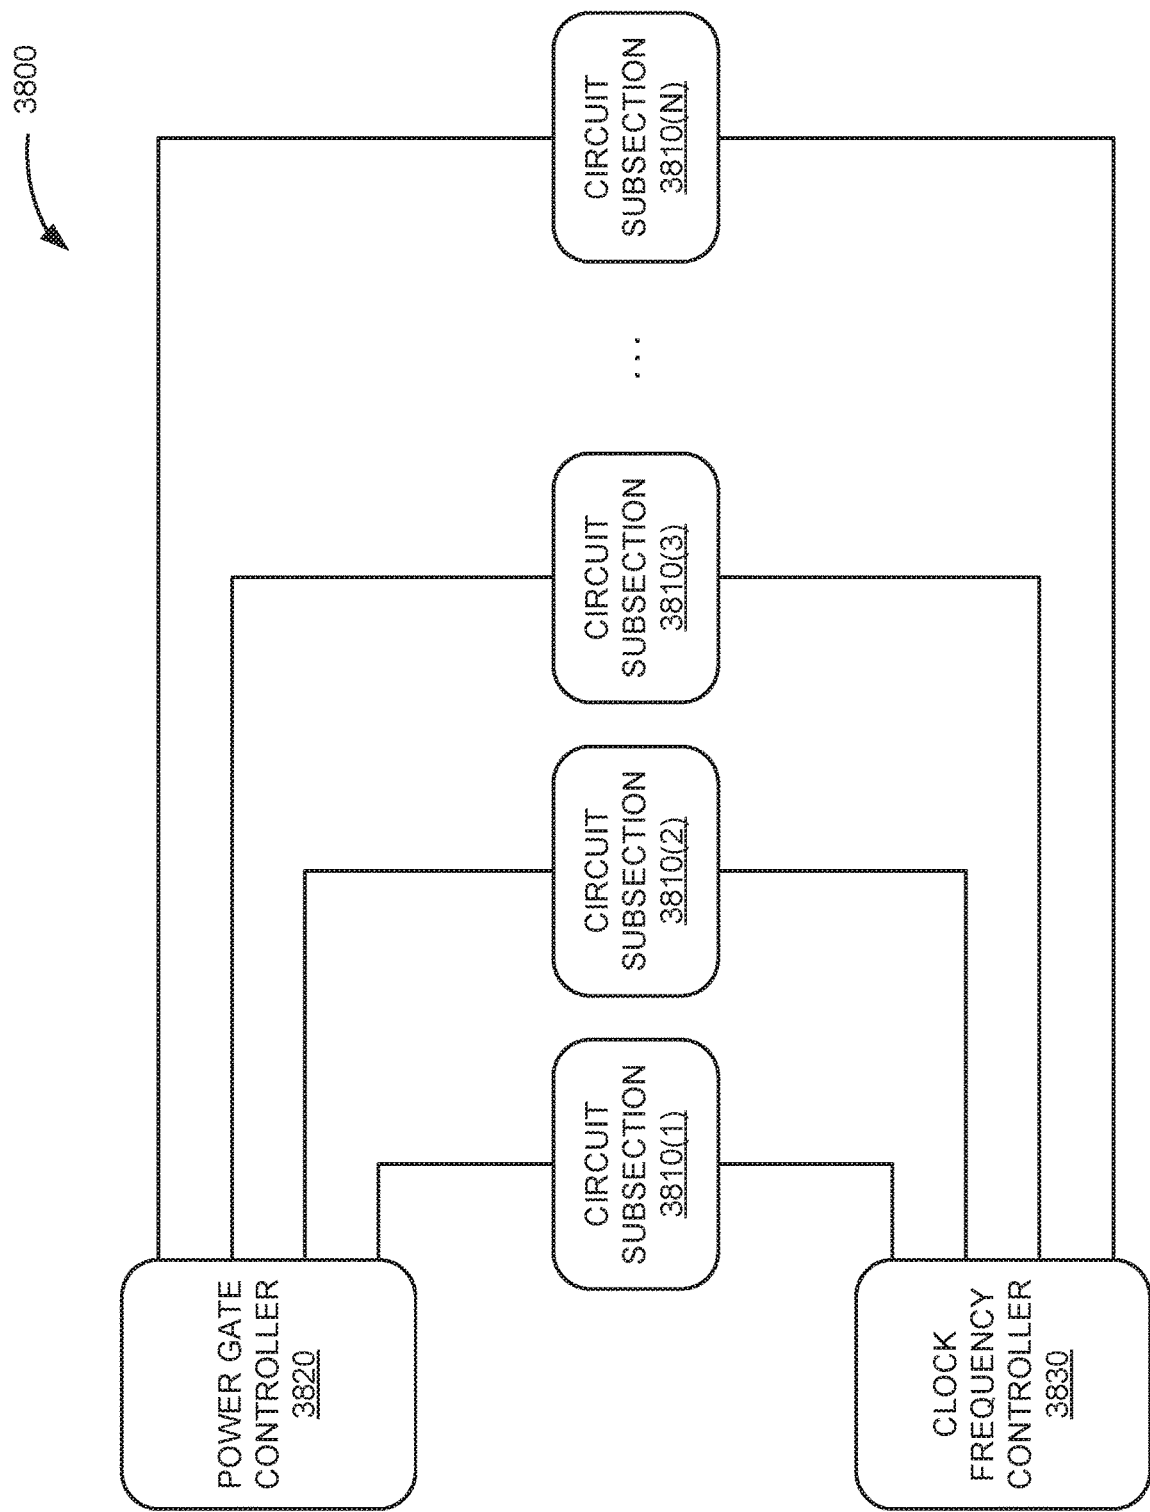 3800
POWER GATE
CONTROLLER
3820
CIRCUIT
SUBSECTION
3810(1)
CIRCUIT
SUBSECTION
3810(2)
CIRCUIT
SUBSECTION
3810(3)
. . .
CIRCUIT
SUBSECTION
3810(N)
CLOCK
FREQUENCY
CONTROLLER
3830